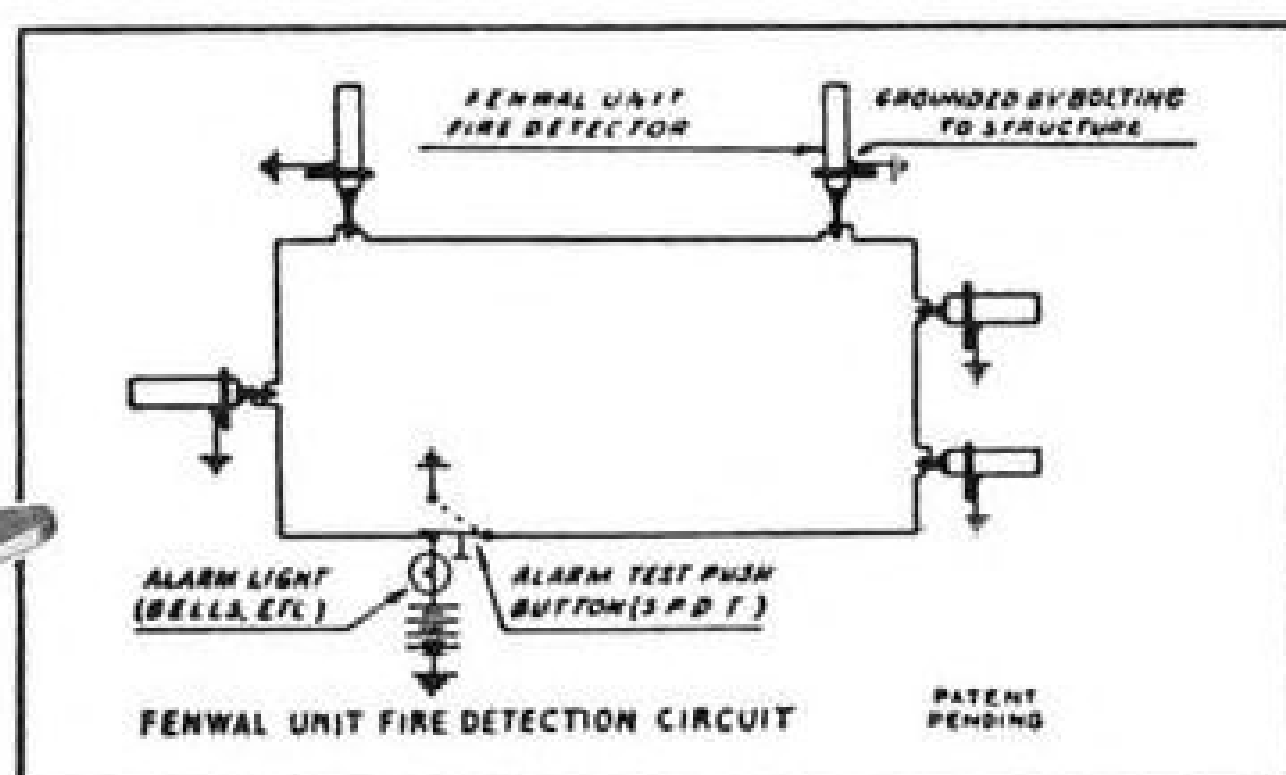 FENWAL UNIT
FIRE DETECTOR
GROUNDED BY BOLTING
TO STRUCTURE
ALARM LIGHT
(BELLS, ETC)
ALARM TEST PUSH
BUTTON (S P D T)
FENWAL UNIT FIRE DETECTION CIRCUIT
PATENT
PENDING